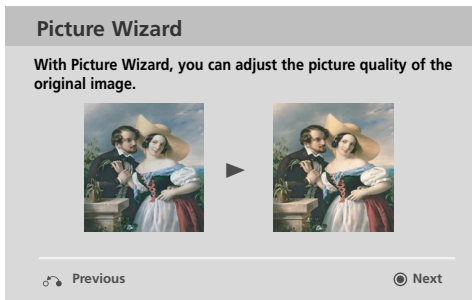 Picture Wizard
With Picture Wizard, you can adjust the picture quality of the
original image.
Previous
Next